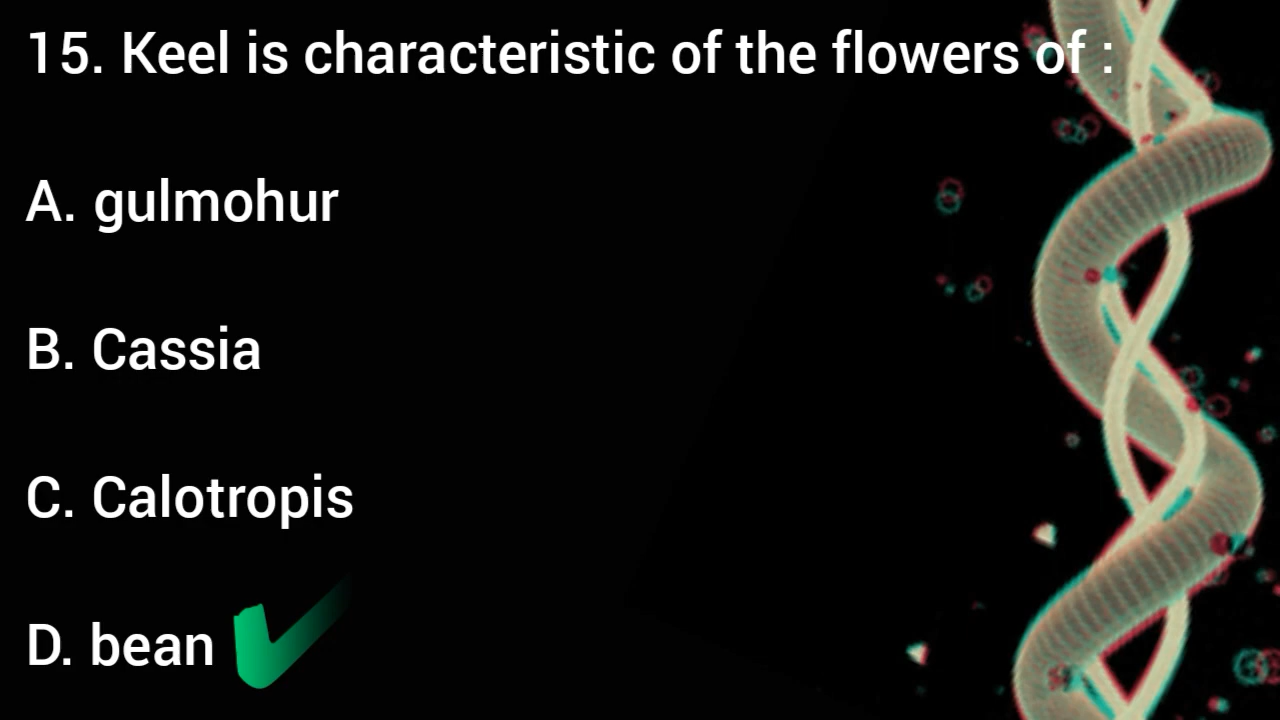 15. Keel is characteristic of the flowers of :
A. gulmohur
B. Cassia
C. Calotropis
D. bean